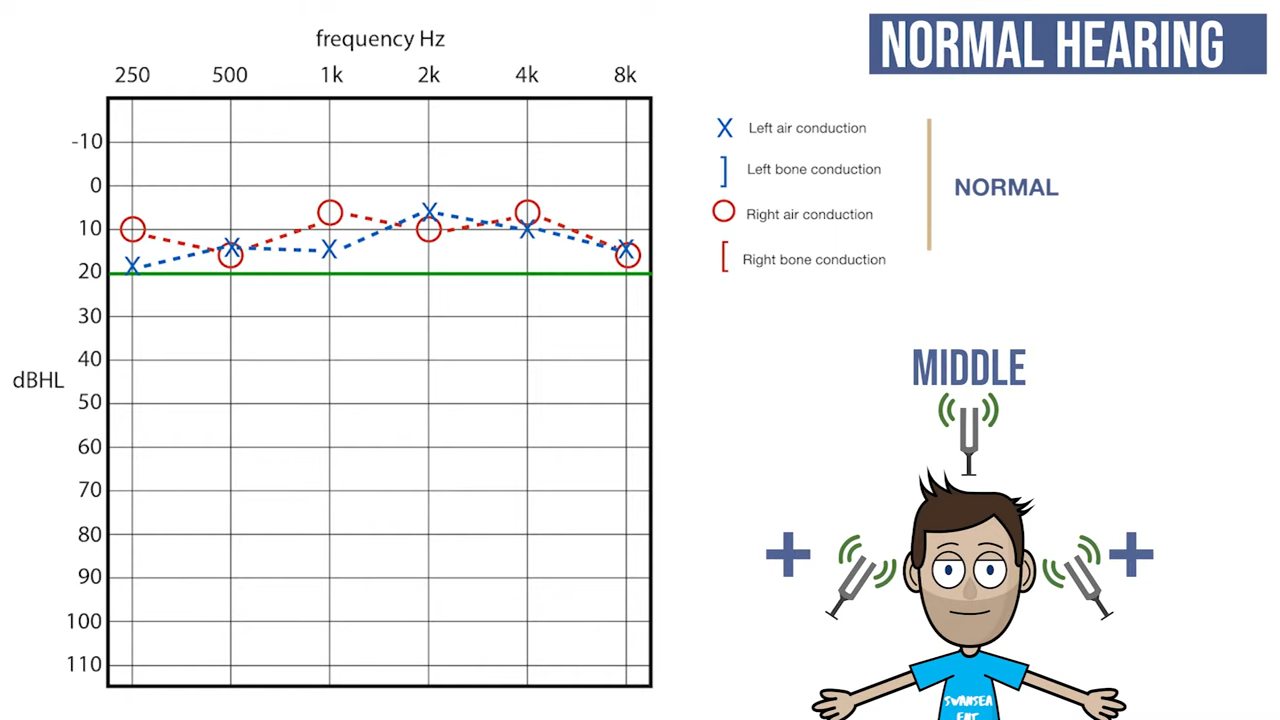 frequency Hz
250 500 1k 2k 4k 8k
-10
0
10
20
30
40
dBHL
50
60
70
80
90
100
110
NORMAL HEARING
X Left air conduction
] Left bone conduction
Right air conduction
[ Right bone conduction
NORMAL
MIDDLE
+ +
SWANSEA
ENT